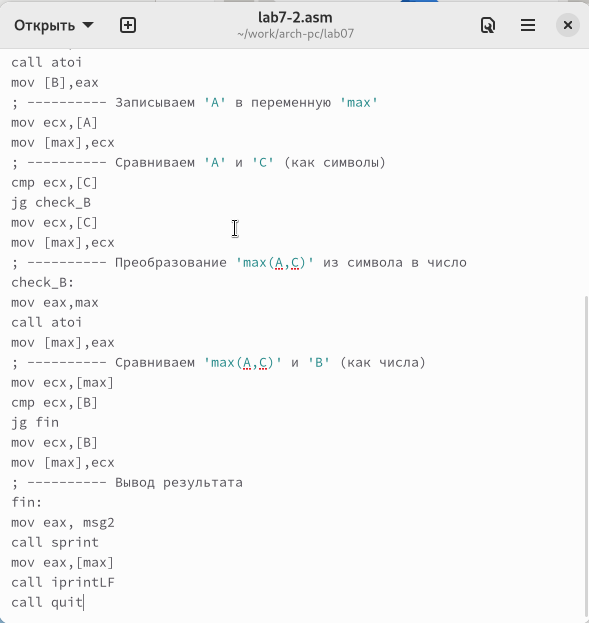 Открыть
lab7-2.asm
~/work/arch-pc/lab07
call atoi
mov [B],eax
; ---------- Записываем 'A' в переменную 'max'
mov ecx,[A]
mov [max],ecx
; ---------- Сравниваем 'A' и 'C' (как символы)
cmp ecx,[C]
jg check_B
mov ecx,[C]
mov [max],ecx
; ---------- Преобразование 'max(A,C)' из символа в число
check_B:
mov eax,max
call atoi
mov [max],eax
; ---------- Сравниваем 'max(A,C)' и 'B' (как числа)
mov ecx,[max]
cmp ecx,[B]
jg fin
mov ecx,[B]
mov [max],ecx
; ---------- Вывод результата
fin:
mov eax, msg2
call sprint
mov eax,[max]
call iprintLF
call quit